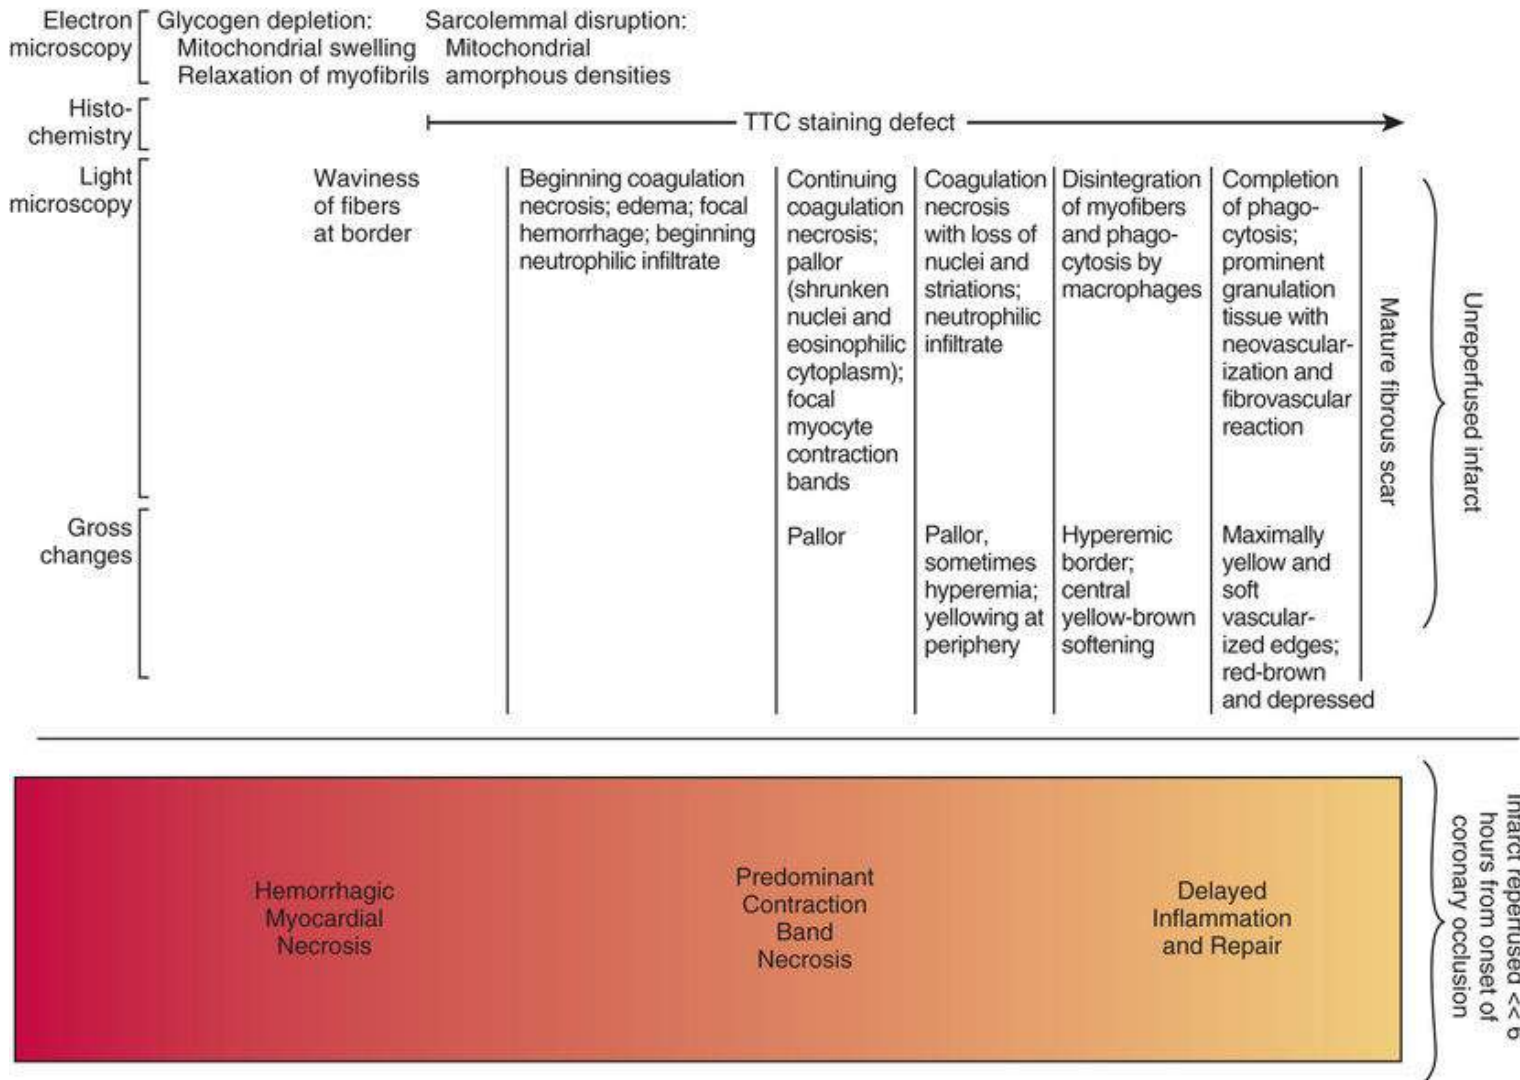 Electron
microscopy
Glycogen depletion:
Mitochondrial swelling
Relaxation of myofibrils
Sarcolemmal disruption:
Mitochondrial
amorphous densities
Histo-
chemistry
TTC staining defect
Light
microscopy
Waviness
of fibers
at border
Beginning coagulation
necrosis; edema; focal
hemorrhage; beginning
neutrophilic infiltrate
Continuing
coagulation
necrosis;
pallor
(shrunken
nuclei and
eosinophilic
cytoplasm);
focal
myocyte
contraction
bands
Coagulation
necrosis
with loss of
nuclei and
striations;
neutrophilic
infiltrate
Disintegration
of myofibers
and phago-
cytosis by
macrophages
Completion
of phago-
cytosis;
prominent
granulation
tissue with
neovascular-
ization and
fibrovascular
reaction
Mature fibrous scar
Unreperfused infarct
Gross
changes
Pallor
Pallor,
sometimes
hyperemia;
yellowing at
periphery
Hyperemic
border;
central
yellow-brown
softening
Maximally
yellow and
soft
vascular-
ized edges;
red-brown
and depressed
Hemorrhagic
Myocardial
Necrosis
Predominant
Contraction
Band
Necrosis
Delayed
Inflammation
and Repair
Infarct reperfused << 6
hours from onset of
coronary occlusion